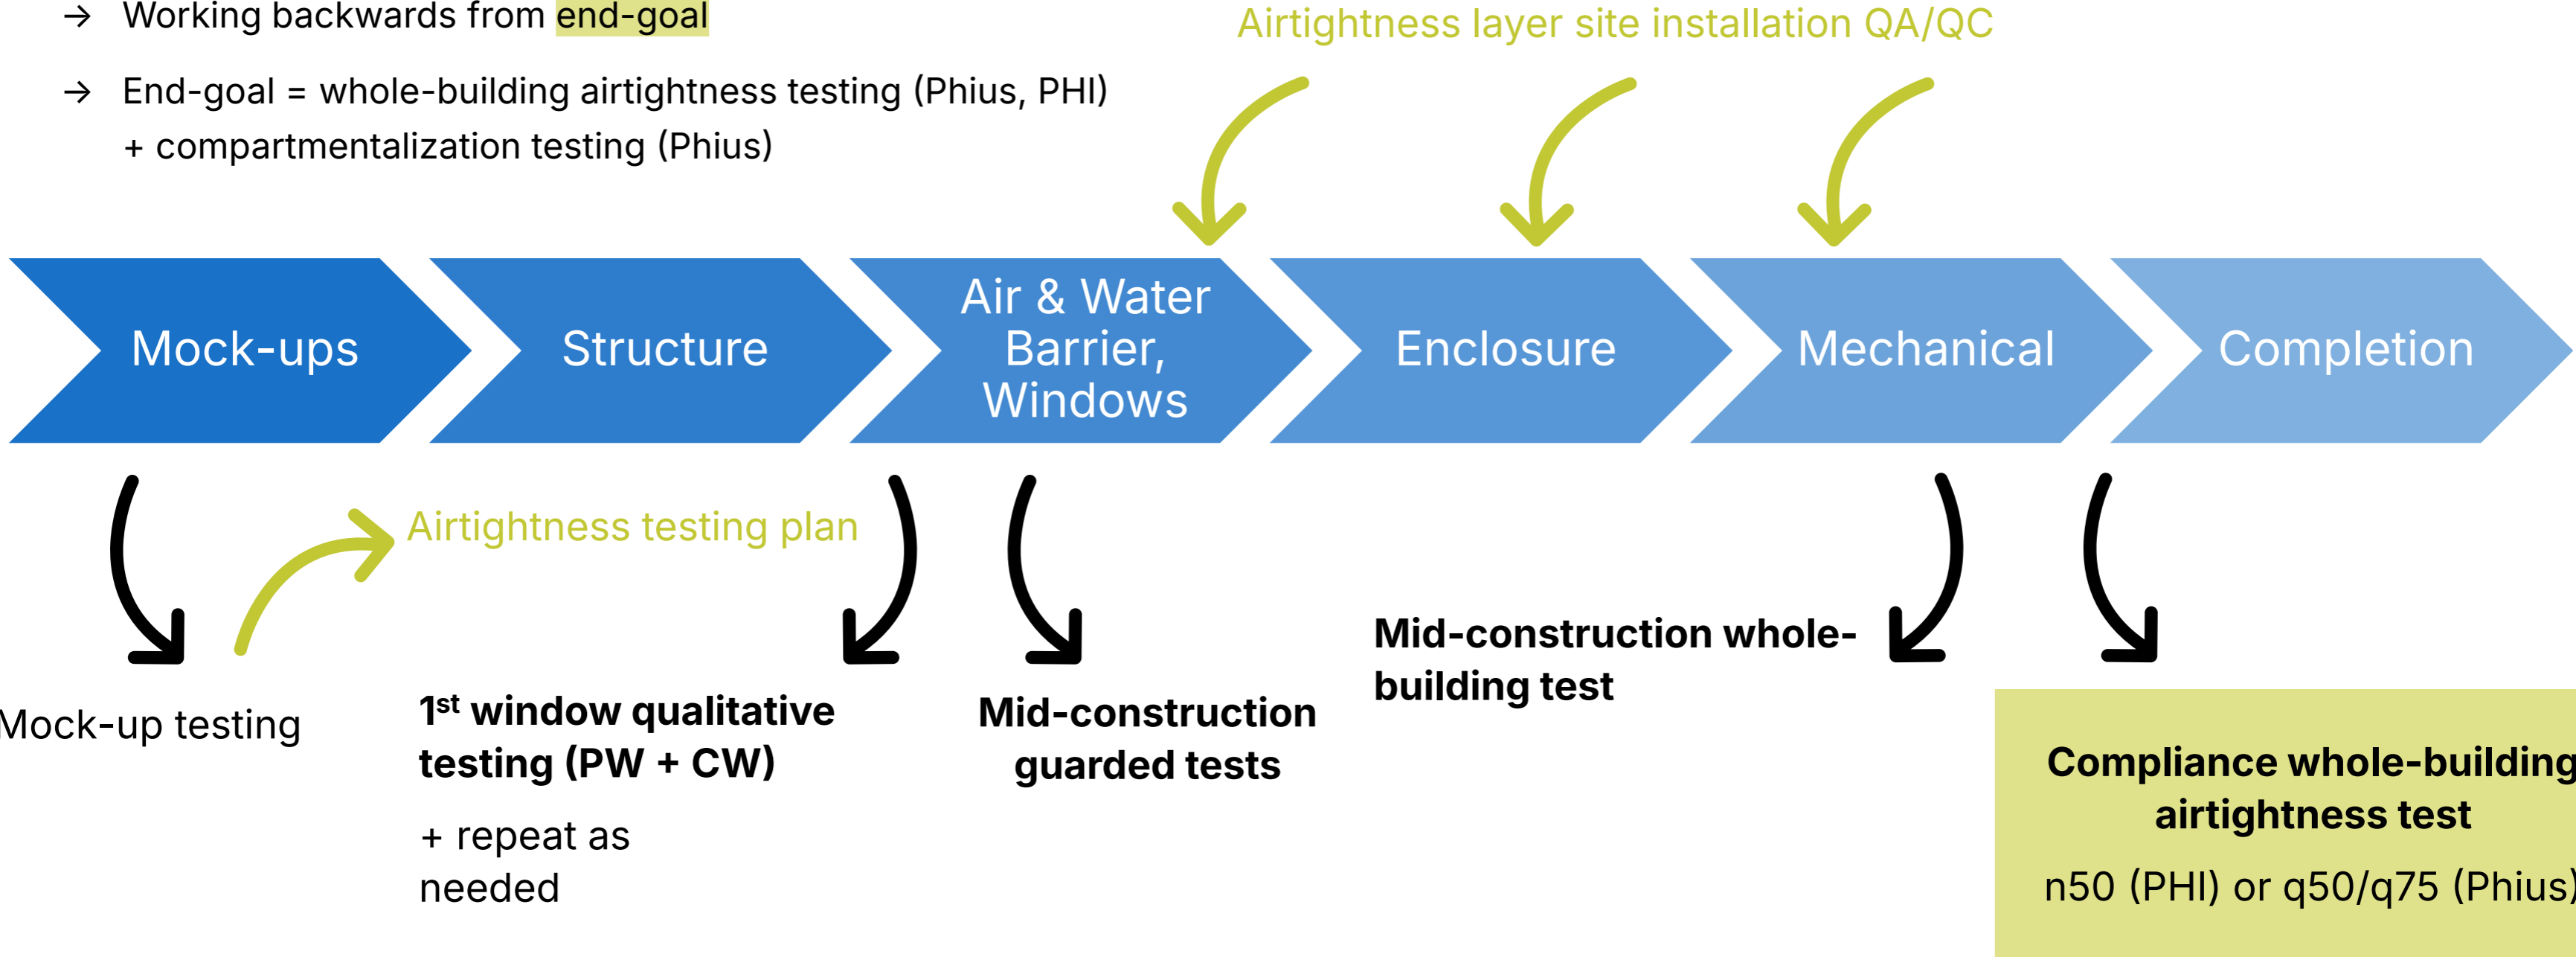 → Working backwards from end-goal
→ End-goal = whole-building airtightness testing (Phius, PHI)
+ compartmentalization testing (Phius)
Airtightness layer site installation QA/QC
Mock-ups
Structure
Air & Water
Barrier,
Windows
Enclosure
Mechanical
Completion
Airtightness testing plan
Mock-up testing
1st window qualitative
testing (PW + CW)
+ repeat as
needed
Mid-construction
guarded tests
Mid-construction whole-
building test
Compliance whole-building
airtightness test
n50 (PHI) or q50/q75 (Phius)